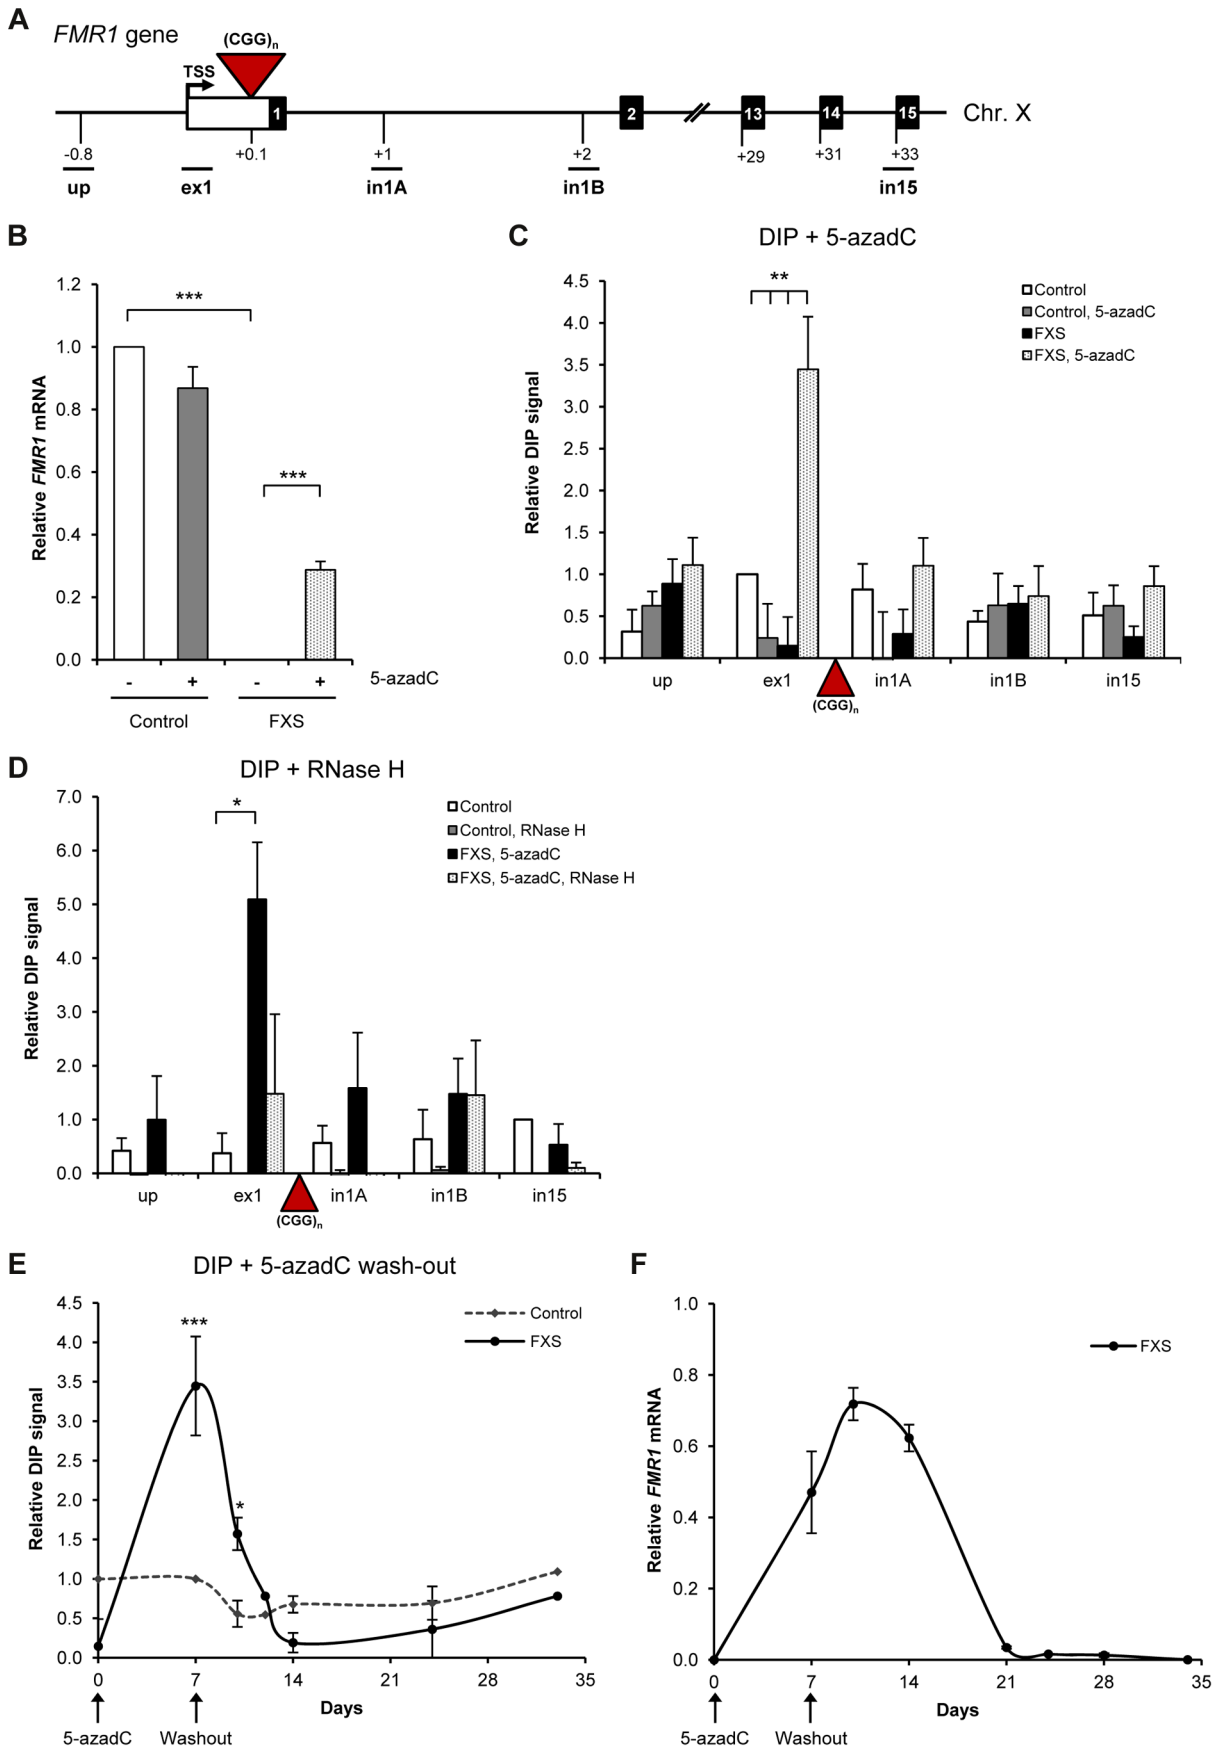 A
FMR1 gene
(CGG)n
TSS
1
2
13
14
15
Chr. X
-0.8
+0.1
+1
+2
+29
+31
+33
up
ex1
in1A
in1B
in15
B
1.2
1.0
0.8
0.6
0.4
0.2
0.0
Relative FMR1 mRNA
***
***
- + - + 5-azadC
Control FXS
C
DIP + 5-azadC
4.5
4.0
3.5
3.0
2.5
2.0
1.5
1.0
0.5
0.0
Relative DIP signal
**
Control
Control, 5-azadC
FXS
FXS, 5-azadC
up ex1 in1A in1B in15
(CGG)n
D
DIP + RNase H
7.0
6.0
5.0
4.0
3.0
2.0
1.0
0.0
Relative DIP signal
*
Control
Control, RNase H
FXS, 5-azadC
FXS, 5-azadC, RNase H
up ex1 in1A in1B in15
(CGG)n
E
DIP + 5-azadC wash-out
4.5
4.0
3.5
3.0
2.5
2.0
1.5
1.0
0.5
0.0
Relative DIP signal
***
*
Control
FXS
0 7 14 21 28 35
Days
5-azadC Washout
F
1.0
0.8
0.6
0.4
0.2
0.0
Relative FMR1 mRNA
FXS
0 7 14 21 28 35
Days
5-azadC Washout